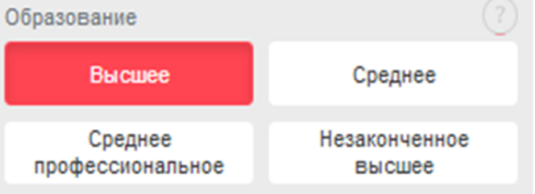 Образование
?
Высшее
Среднее
Среднее
профессиональное
Незаконченное
высшее